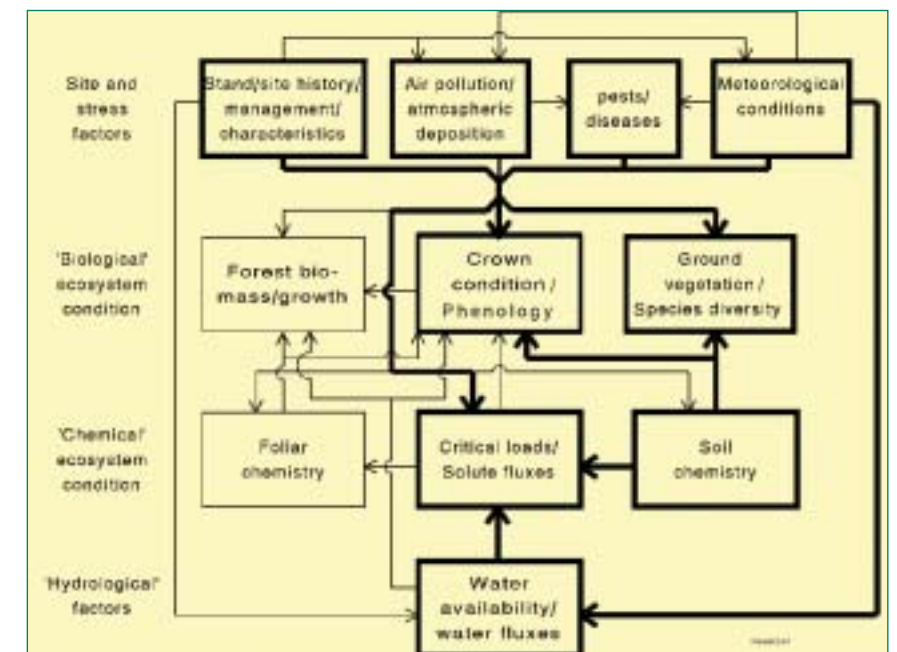 Site and
stress
factors
Stand/site history/
management/
characteristics
Air pollution/
atmospheric
deposition
pests/
diseases
Meteorological
conditions
'Biological'
ecosystem
condition
Forest bio-
mass/growth
Crown
condition/
Phenology
Ground
vegetation/
Species diversity
'Chemical'
ecosystem
condition
Foliar
chemistry
Critical loads/
Solute fluxes
Soil
chemistry
'Hydrological'
factors
Water
availability/
water fluxes